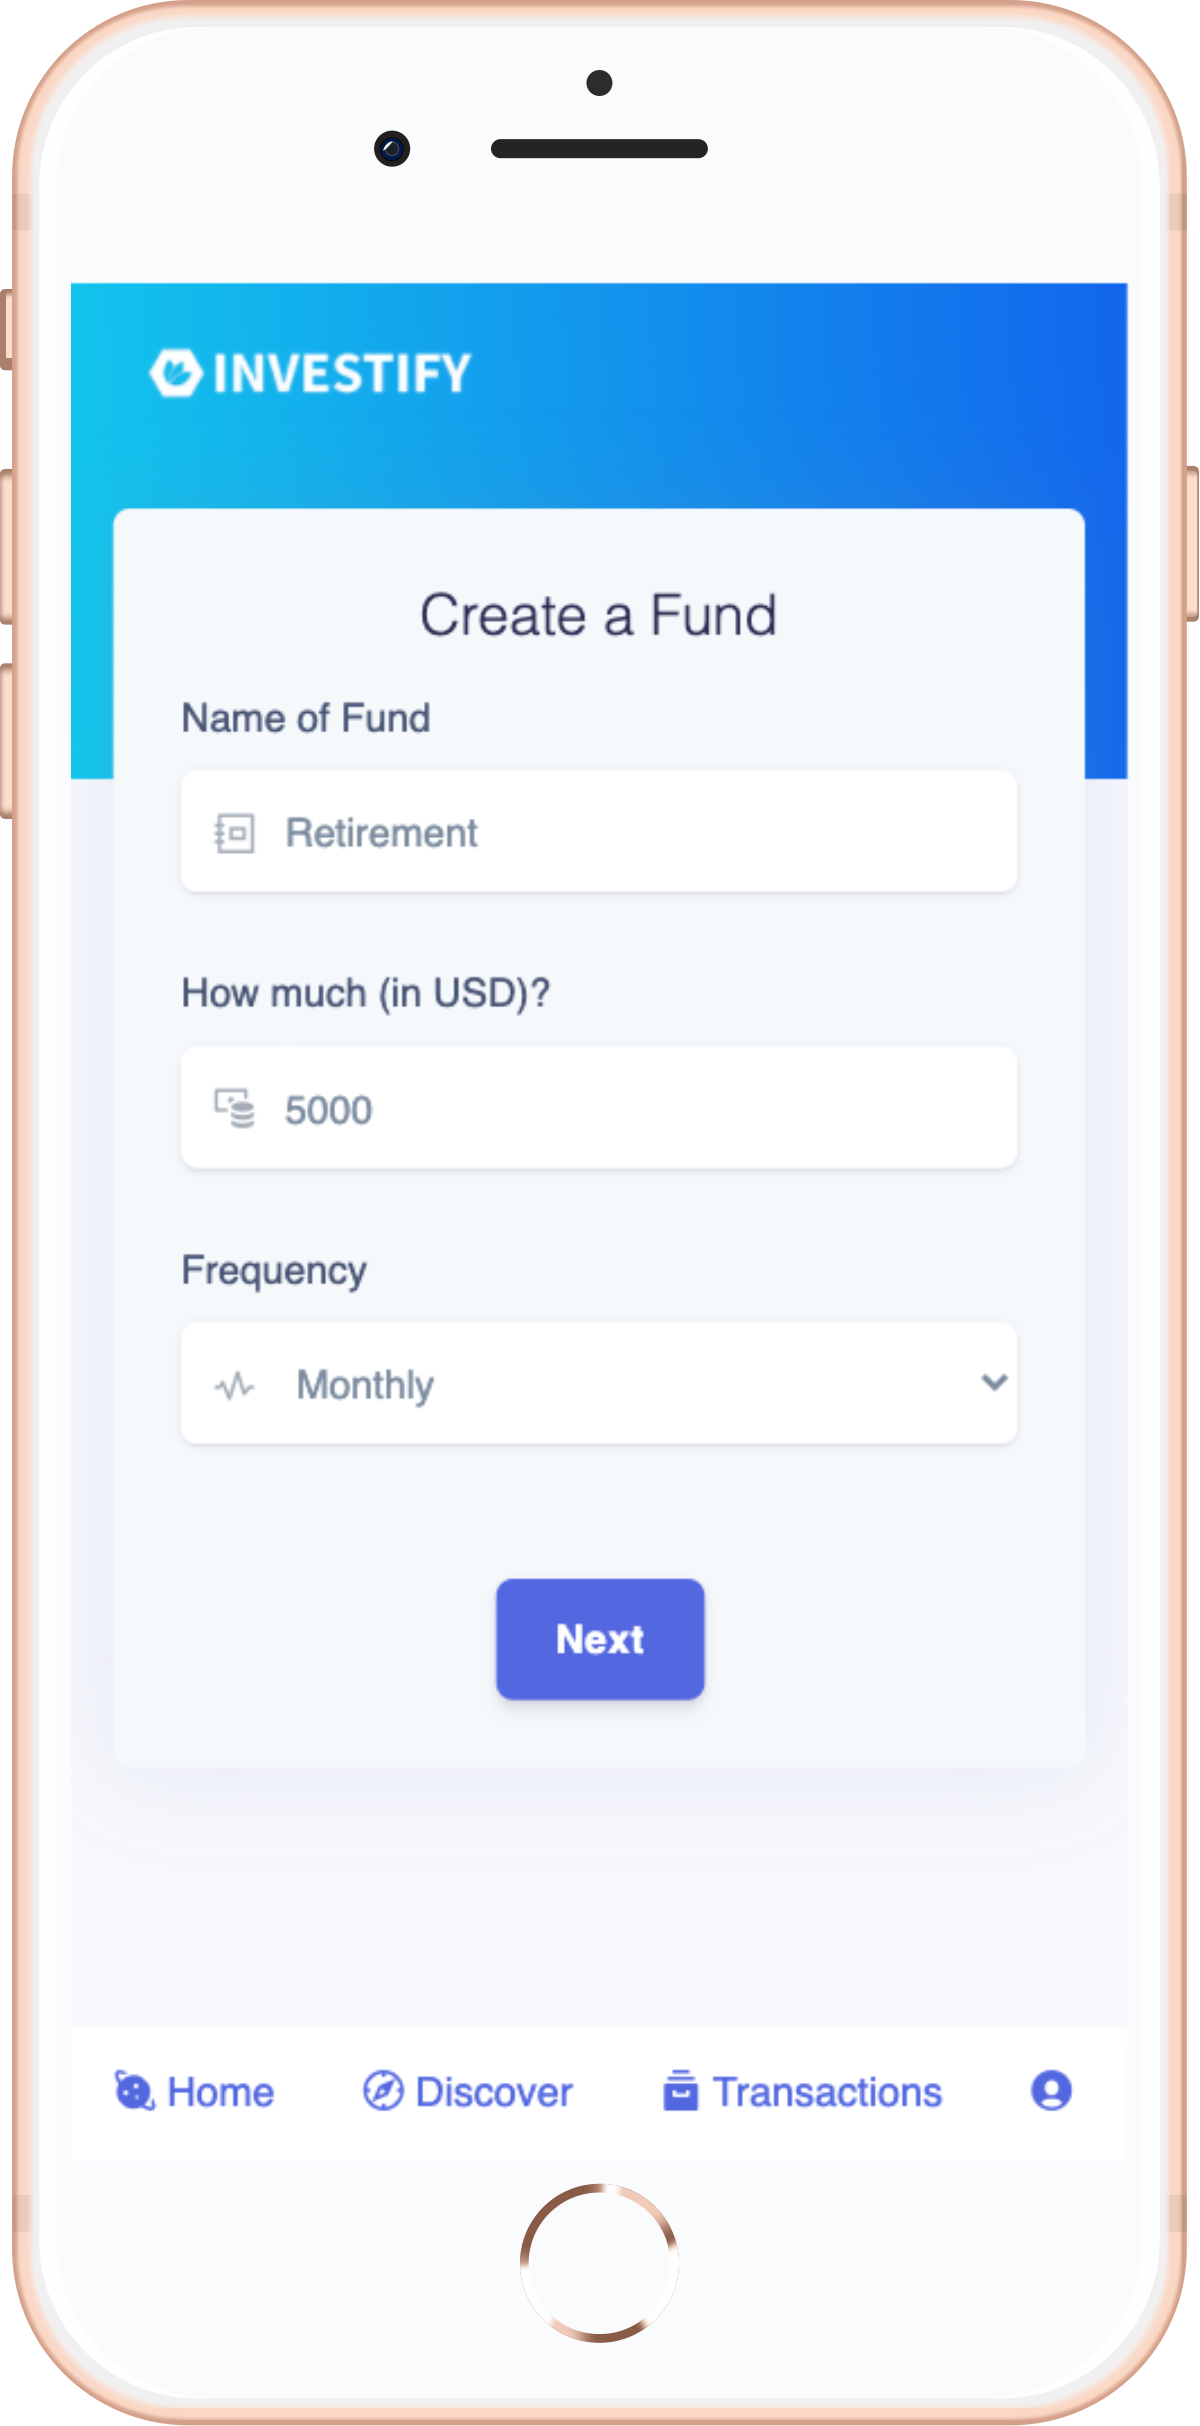 INVESTIFY
Create a Fund
Name of Fund
Retirement
How much (in USD)?
5000
Frequency
Monthly
Next
Home Discover Transactions